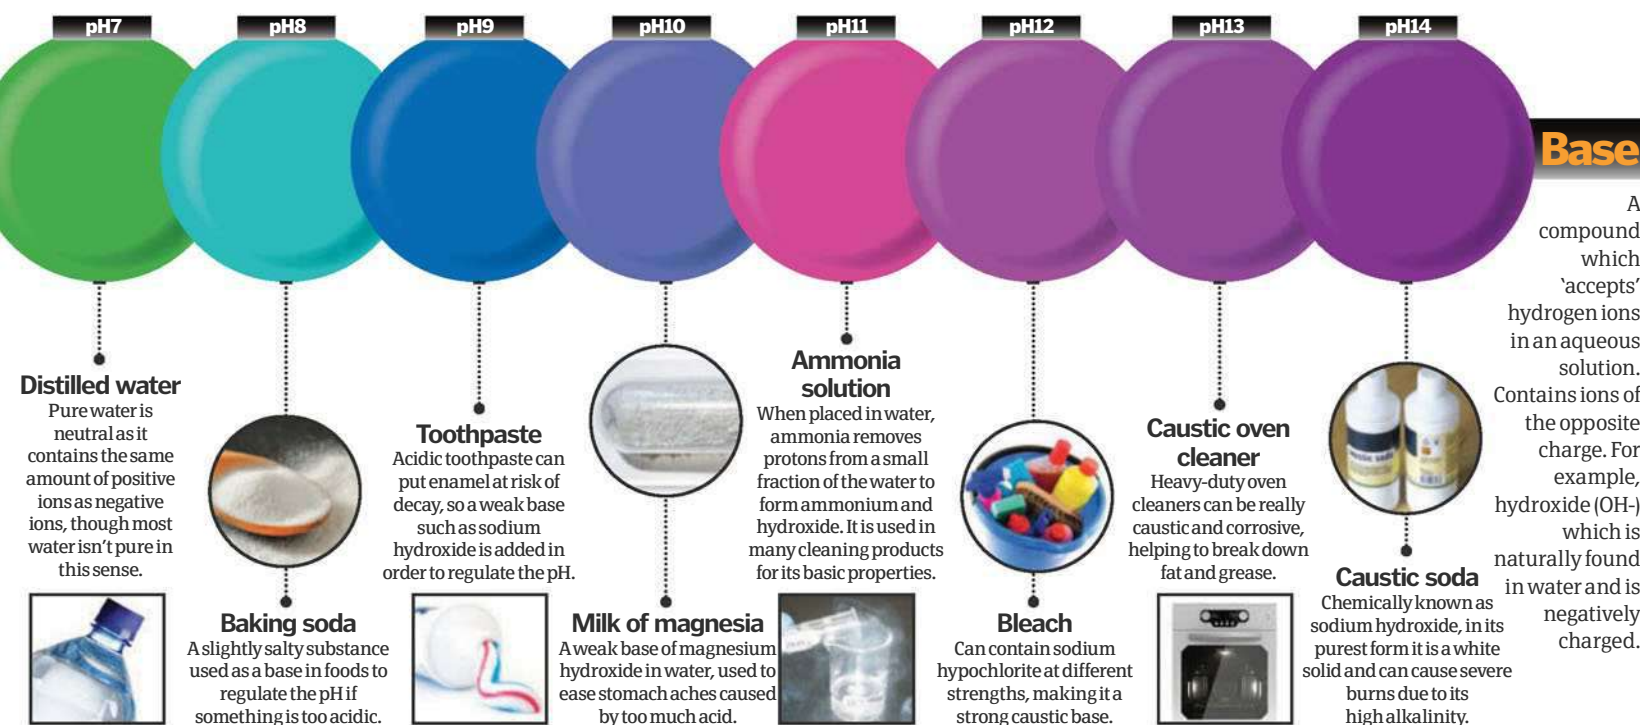 pH7
pH8
pH9
pH10
pH11
pH12
pH13
pH14
Distilled water
Pure water is
neutral as it
contains the same
amount of positive
ions as negative
ions, though most
water isn't pure in
this sense.
Baking soda
A slightly salty substance
used as a base in foods to
regulate the pH if
something is too acidic.
Toothpaste
Acidic toothpaste can
put enamel at risk of
decay, so a weak base
such as sodium
hydroxide is added in
order to regulate the pH.
Milk of magnesia
A weak base of magnesium
hydroxide in water, used to
ease stomach aches caused
by too much acid.
Ammonia
solution
When placed in water,
ammonia removes
protons from a small
fraction of the water to
form ammonium and
hydroxide. It is used in
many cleaning products
for its basic properties.
Bleach
Can contain sodium
hypochlorite at different
strengths, making it a
strong caustic base.
Caustic oven
cleaner
Heavy-duty oven
cleaners can be really
caustic and corrosive,
helping to break down
fat and grease.
Caustic soda
Chemically known as
sodium hydroxide, in its
purest form it is a white
solid and can cause severe
burns due to its
high alkalinity.
Base
A
compound
which
‘accepts’
hydrogen ions
in an aqueous
solution.
Contains ions of
the opposite
charge. For
example,
hydroxide (OH-)
which is
naturally found
in water and is
negatively
charged.